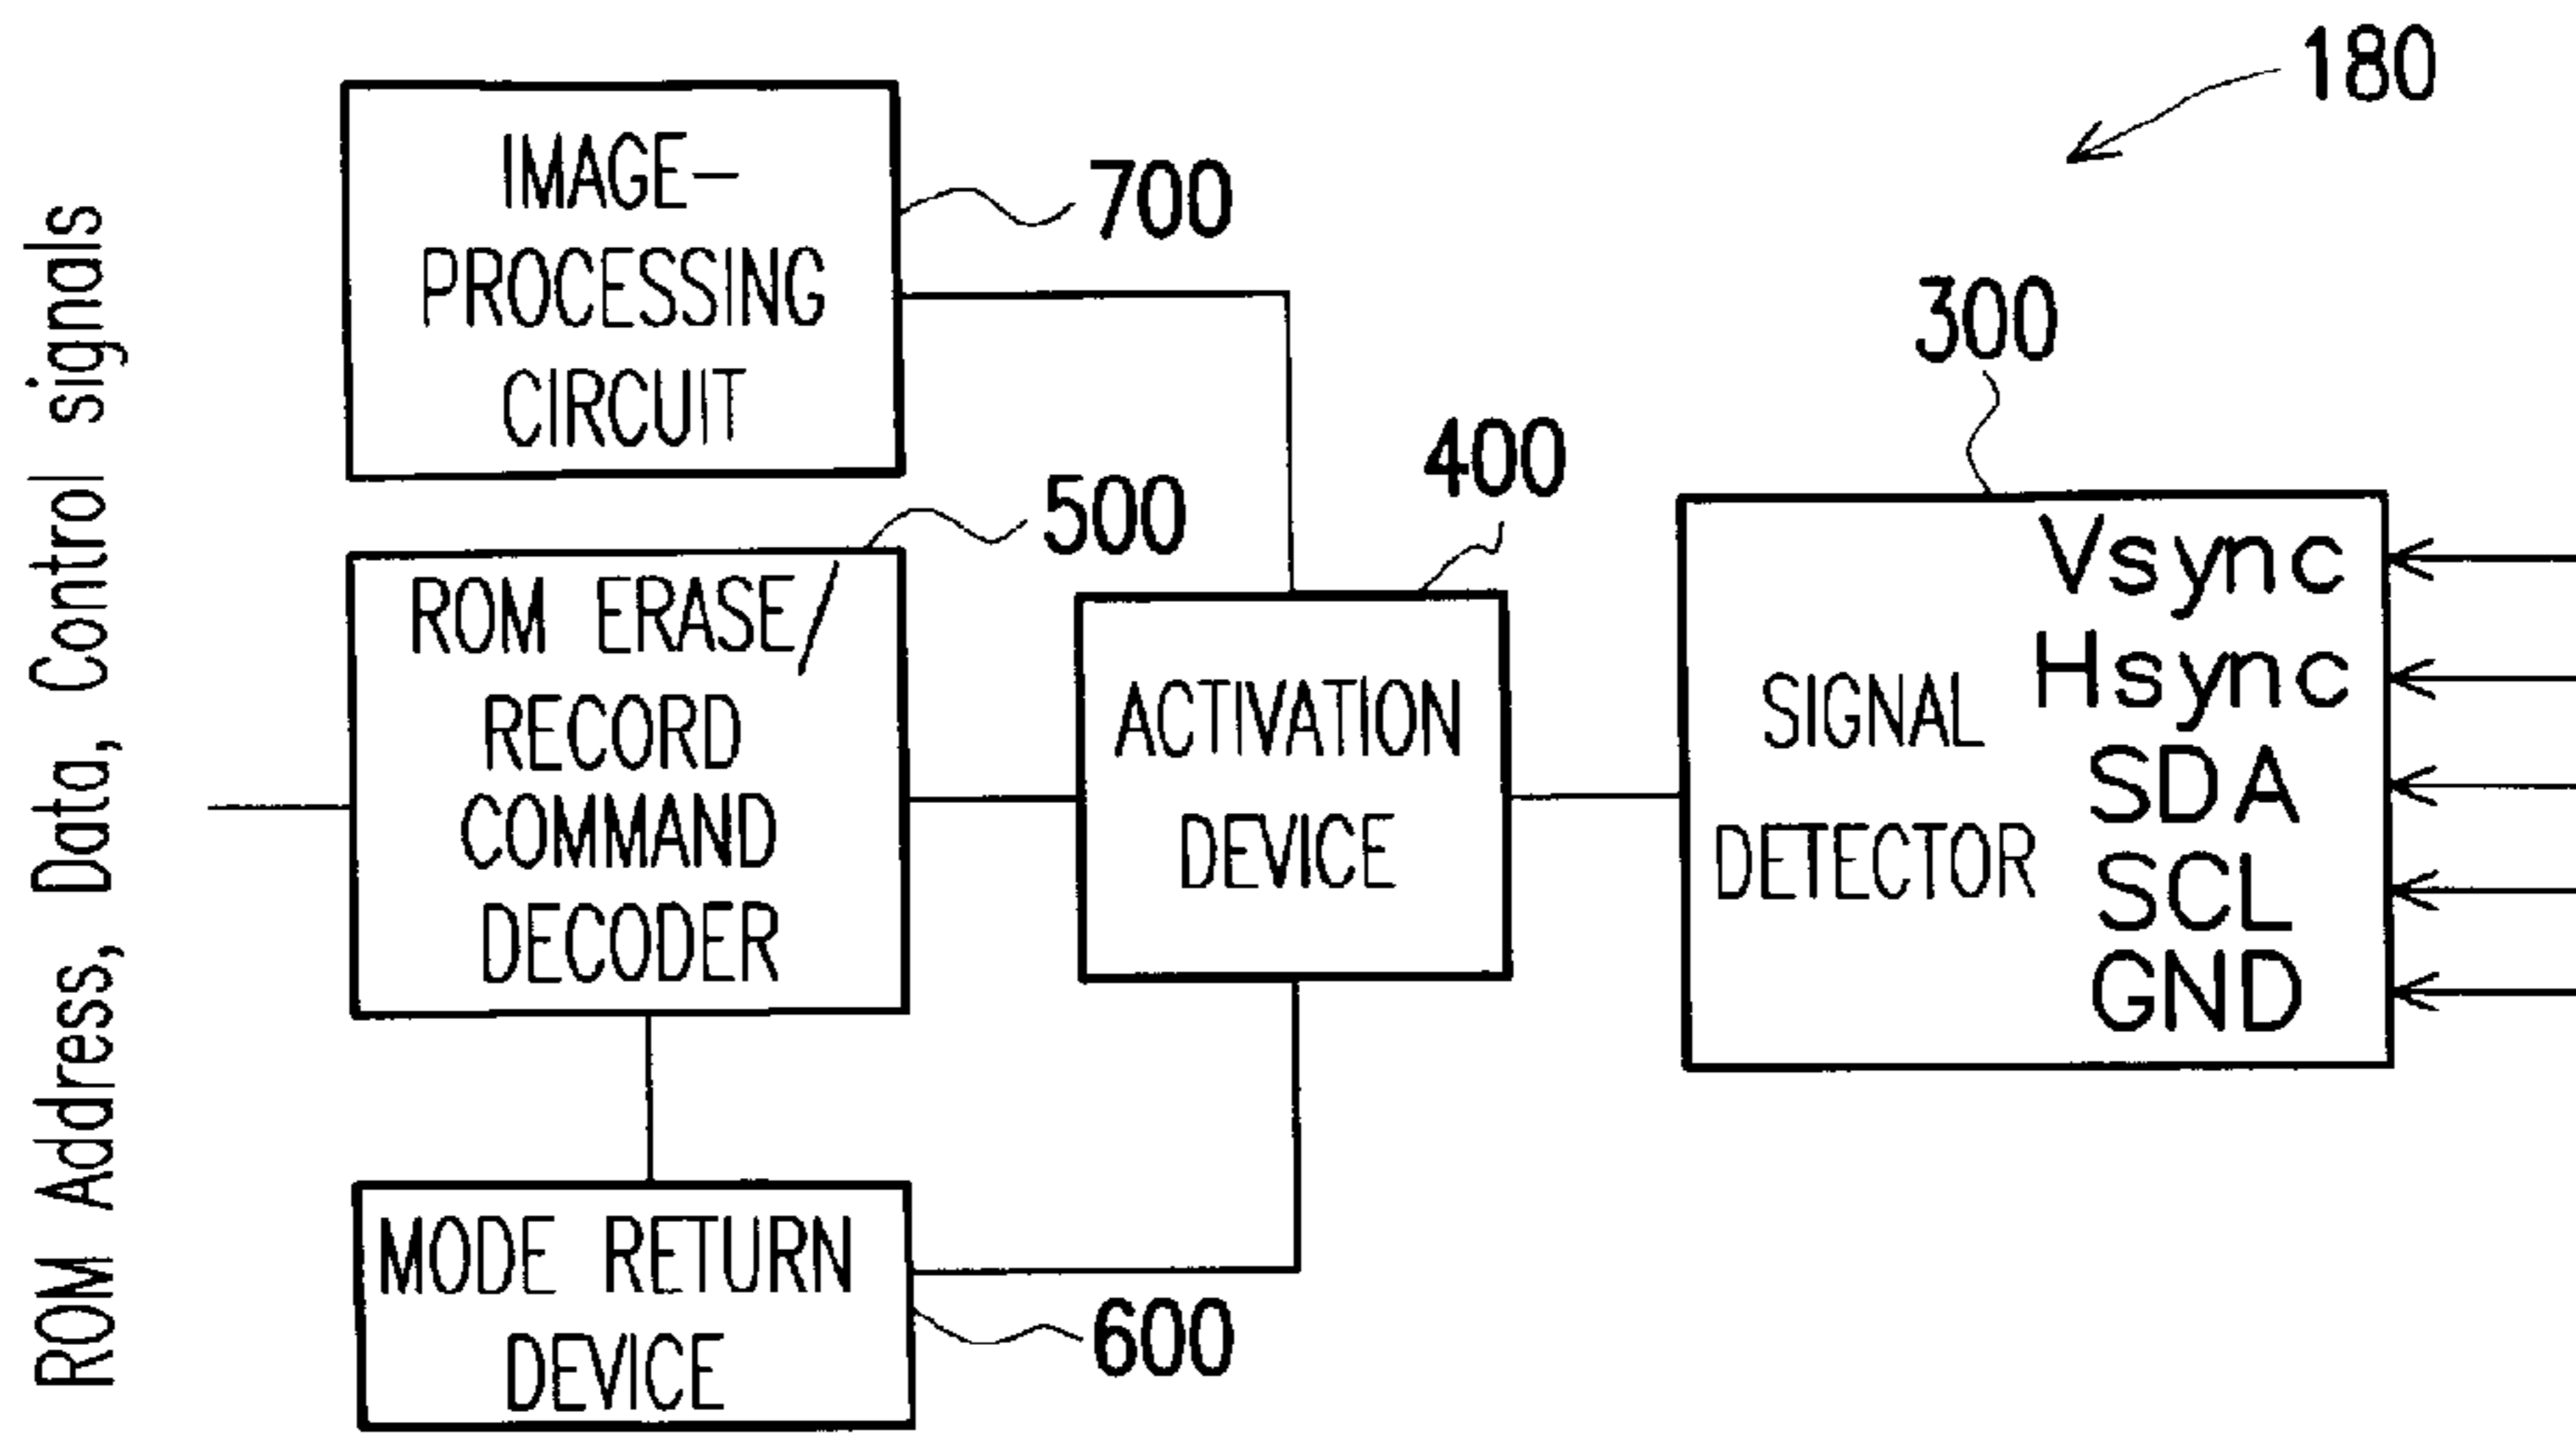 180
IMAGE-
PROCESSING
CIRCUIT
700
300
400
500
ROM ERASE/
RECORD
COMMAND
DECODER
ACTIVATION
DEVICE
SIGNAL
DETECTOR
Vsync
Hsync
SDA
SCL
GND
MODE RETURN
DEVICE
600
ROM Address, Data, Control signals